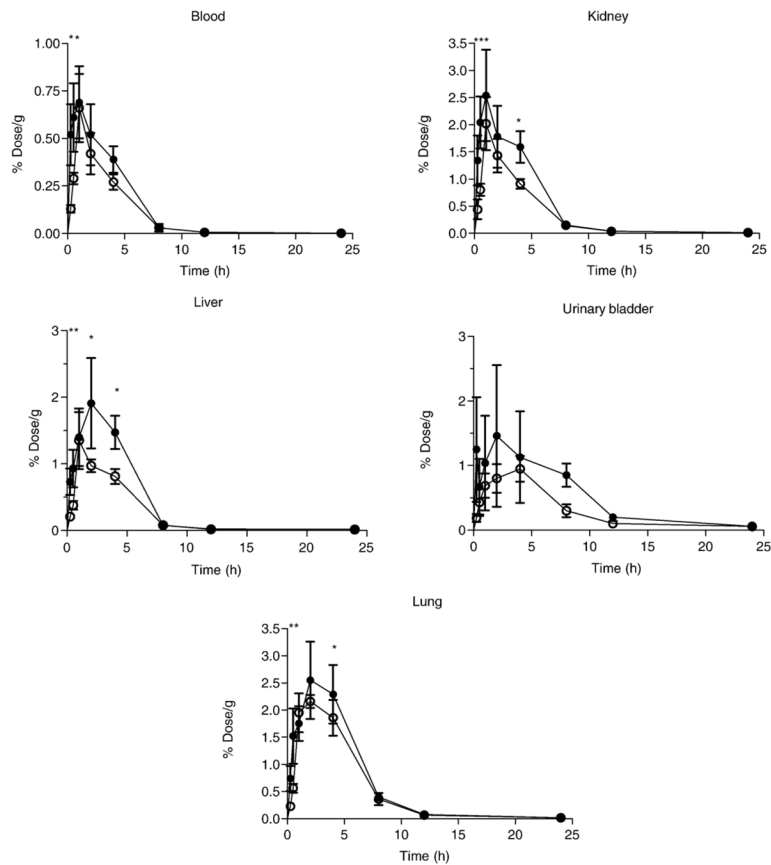 Blood
**
1.00
0.75
0.50
0.25
0.00
% Dose/g
0 5 10 15 20 25
Time (h)
Kidney
***
*
3.5
3.0
2.5
2.0
1.5
1.0
0.5
0.0
% Dose/g
0 5 10 15 20 25
Time (h)
Liver
** *
*
3
2
1
0
% Dose/g
0 5 10 15 20 25
Time (h)
Urinary bladder
3
2
1
0
% Dose/g
0 5 10 15 20 25
Time (h)
Lung
**
*
3.5
3.0
2.5
2.0
1.5
1.0
0.5
0.0
% Dose/g
0 5 10 15 20 25
Time (h)